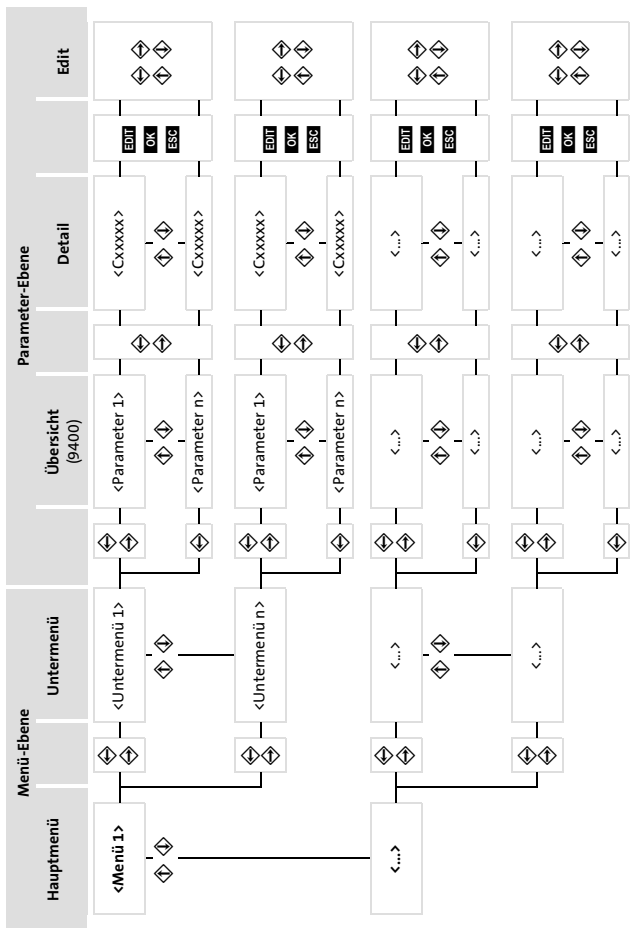 Menü-Ebene
Parameter-Ebene
Hauptmenü
Untermenü
Übersicht
(9400)
Detail
Edit
<Menü 1>
<Untermenü 1>
<Parameter 1>
<Cxxxxx>
EDIT
OK
ESC
<Parameter n>
<Cxxxxx>
<Untermenü n>
<Parameter 1>
<Cxxxxx>
EDIT
OK
ESC
<Parameter n>
<Cxxxxx>
<...>
<...>
<...>
<...>
EDIT
OK
ESC
<...>
<...>
<...>
<...>
<...>
EDIT
OK
ESC
<...>
<...>